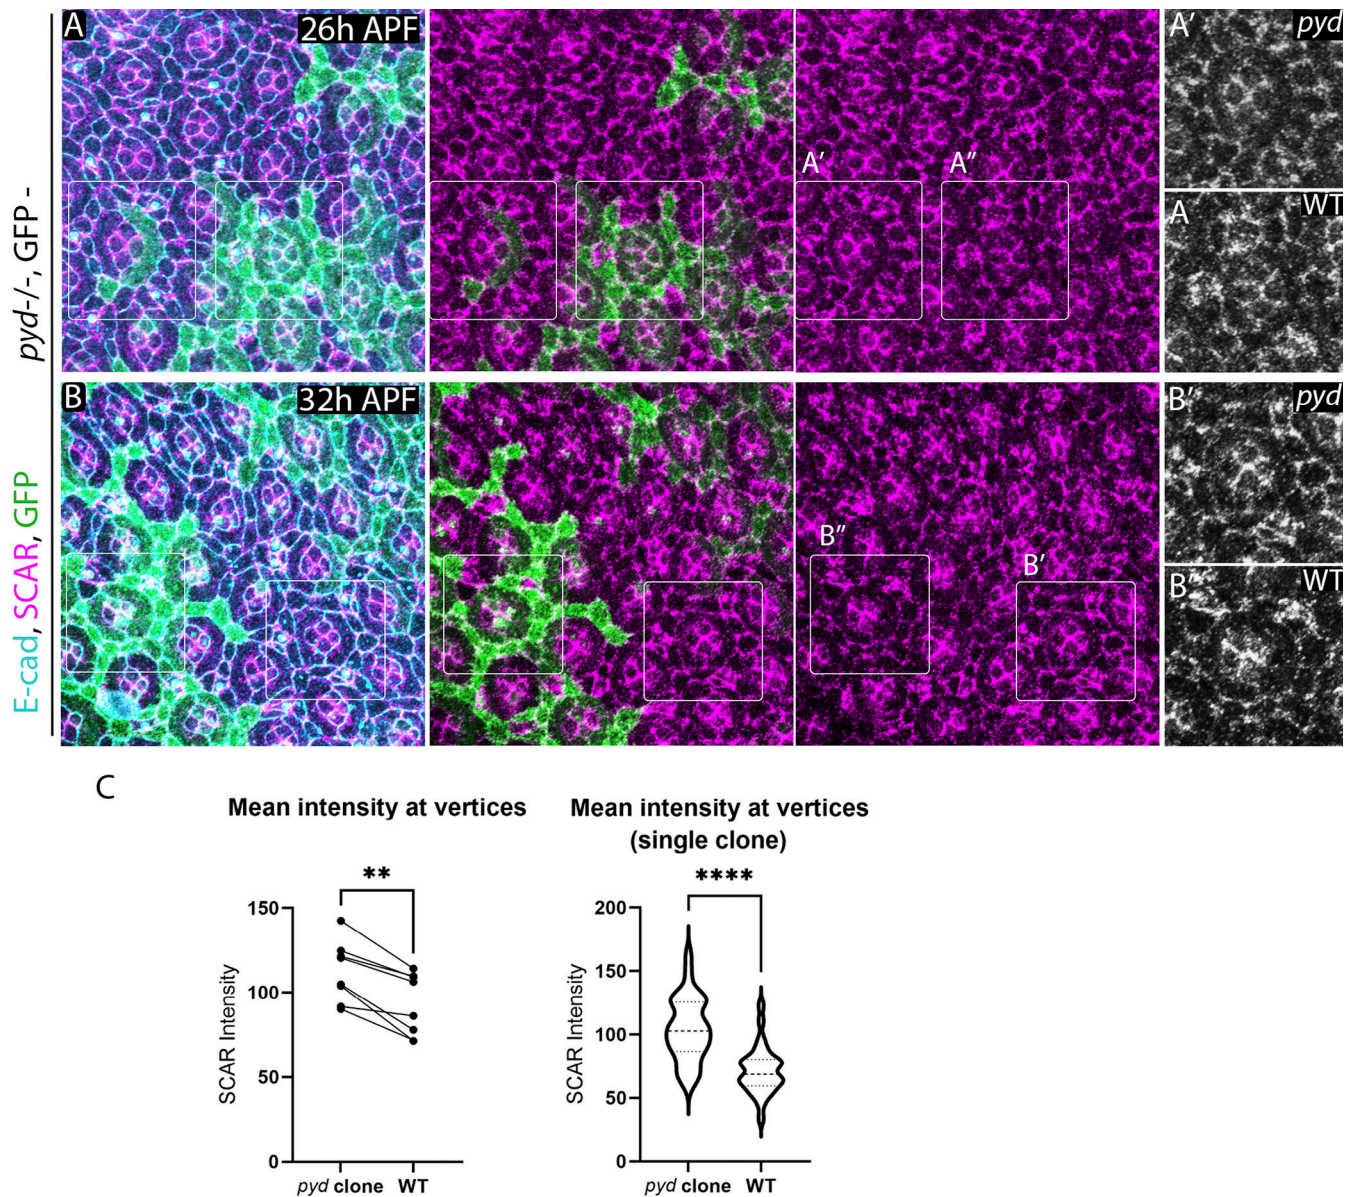 A
26h APF
A'
A"
A'
pyd
A
WT
pyd-/-, GFP -
E-cad, SCAR, GFP
B
32h APF
B"
B'
B'
pyd
B"
WT
C
Mean intensity at vertices
**
150
100
50
0
SCAR Intensity
pyd clone
WT
Mean intensity at vertices
(single clone)
****
200
150
100
50
0
SCAR Intensity
pyd clone
WT